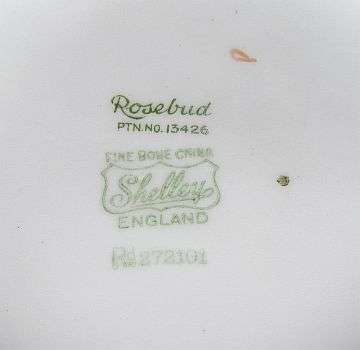 Rosebud
PTN.NO.13426
FINE BONE CHINA
Shelley
ENGLAND
Rd 272101